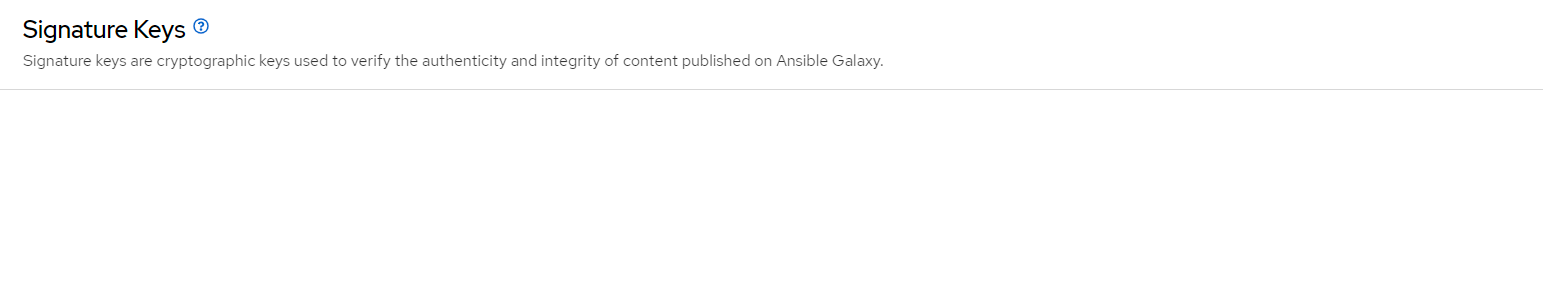 Signature Keys
Signature keys are cryptographic keys used to verify the authenticity and integrity of content published on Ansible Galaxy.